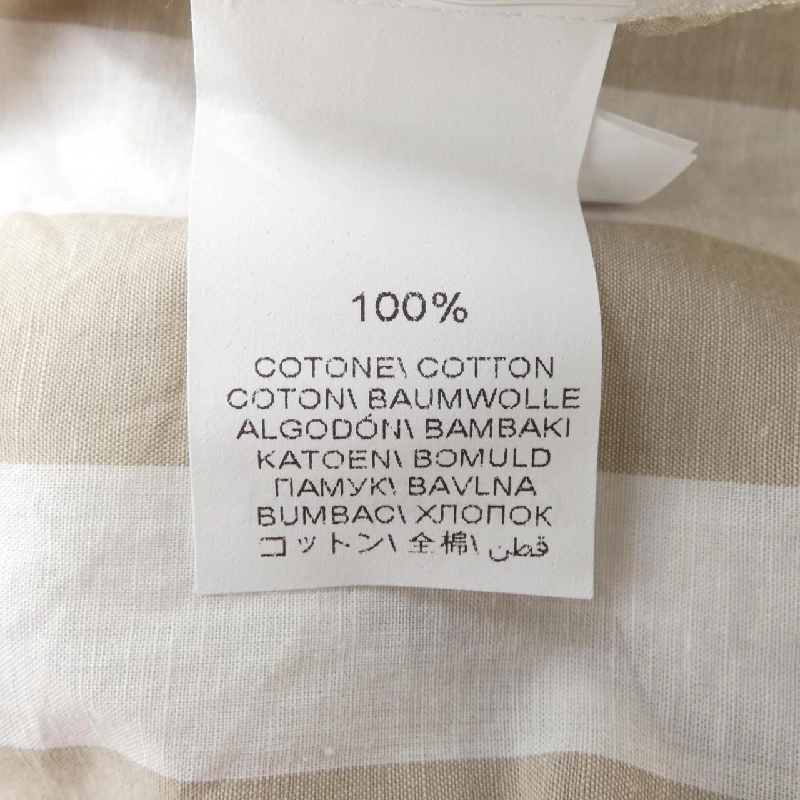 100%
COTONE\ COTTON
COTON\ BAUMWOLLE
ALGODÓN\ BAMBAKI
KATOEN\ BOMULD
ПАМУК\ BAVLNA
BUMBAC\ ХЛОПОК
コットン\ 全棉\ قطن